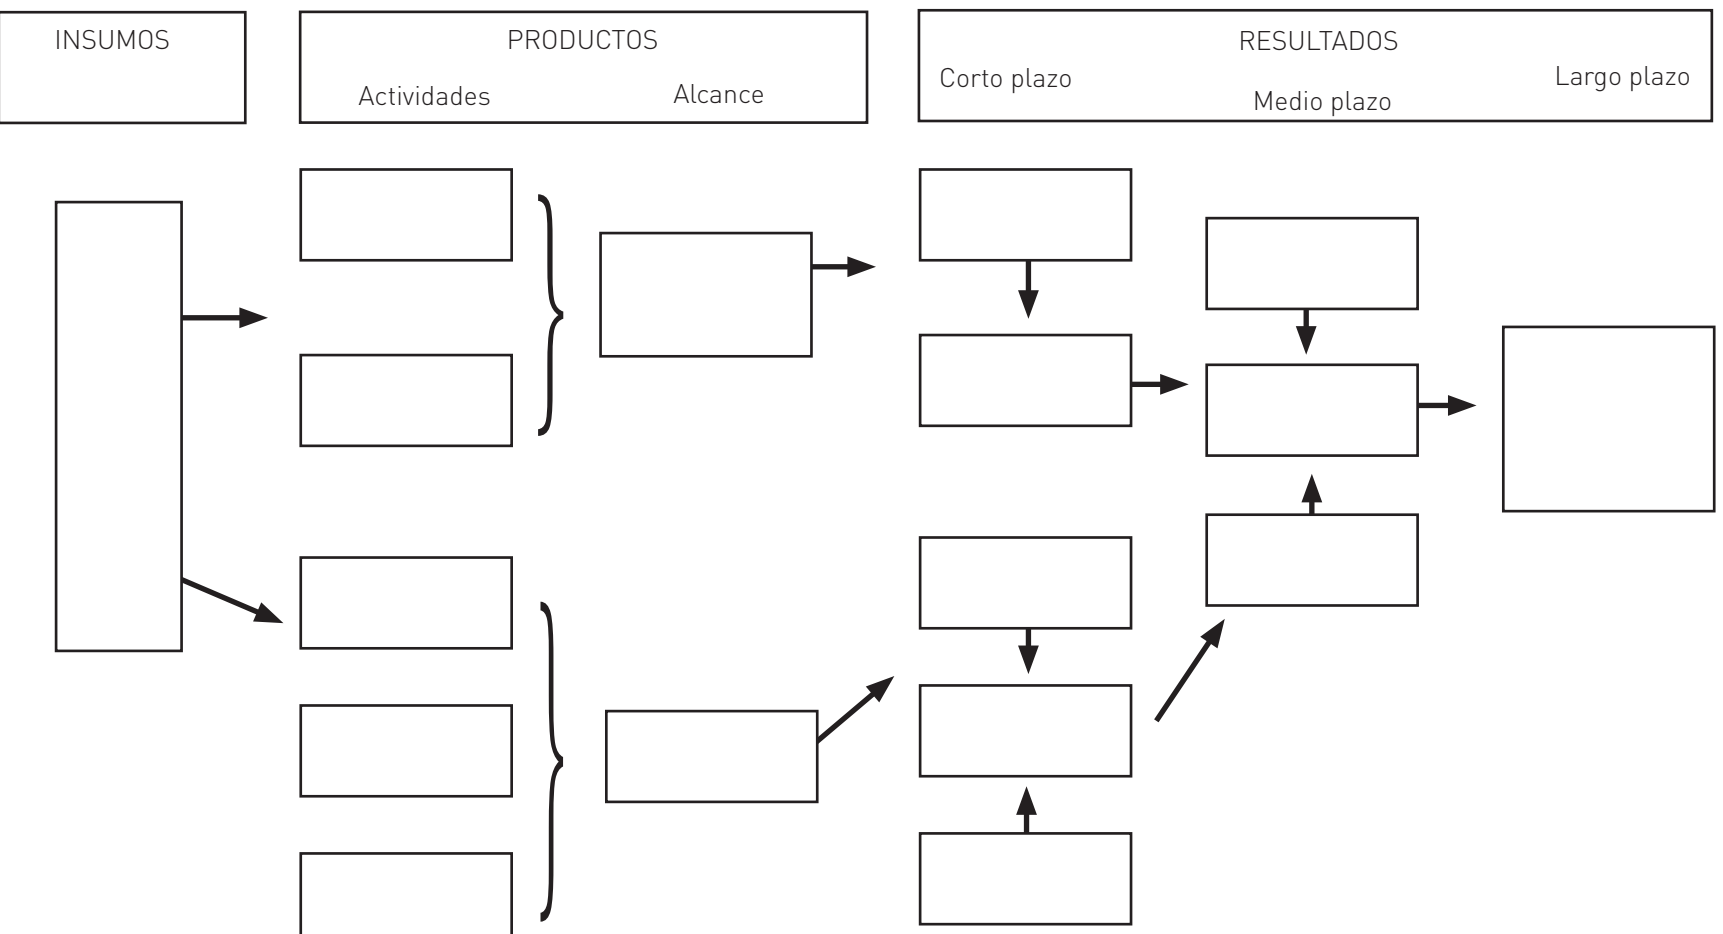 INSUMOS
PRODUCTOS
Actividades
Alcance
RESULTADOS
Corto plazo
Medio plazo
Largo plazo